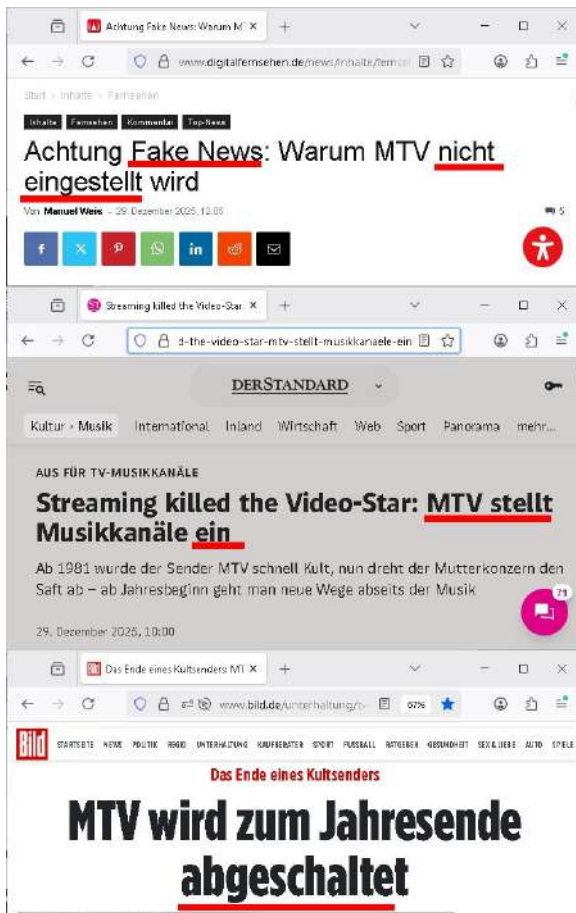 Achtung Fake News: Warum MT
www.digitalfernsehen.de/news/inhalte/fernse
Start > Inhalte > Fernsehen
Inhalte Fernsehen Kommentar Top-News
Achtung Fake News: Warum MTV nicht
eingestellt wird
Von Manuel Weis - 29. Dezember 2025, 12:05
5
Streaming killed the Video-Star:
d-the-video-star-mtv-stellt-musikkanaele-ein
DERSTANDARD
Kultur › Musik International Inland Wirtschaft Web Sport Panorama mehr...
AUS FÜR TV-MUSIKKANÄLE
Streaming killed the Video-Star: MTV stellt
Musikkanäle ein
Ab 1981 wurde der Sender MTV schnell Kult, nun dreht der Mutterkonzern den
Saft ab – ab Jahresbeginn geht man neue Wege abseits der Musik
71
29. Dezember 2025, 10:00
Das Ende eines Kultsenders: MT
www.bild.de/unterhaltung/t
67%
Bild STARTSEITE NEWS POLITIK REGIO UNTERHALTUNG KAUFBERATER SPORT FUSSBALL RATGEBER GESUNDHEIT SEX & LIEBE AUTO SPIELE
Das Ende eines Kultsenders
MTV wird zum Jahresende
abgeschaltet